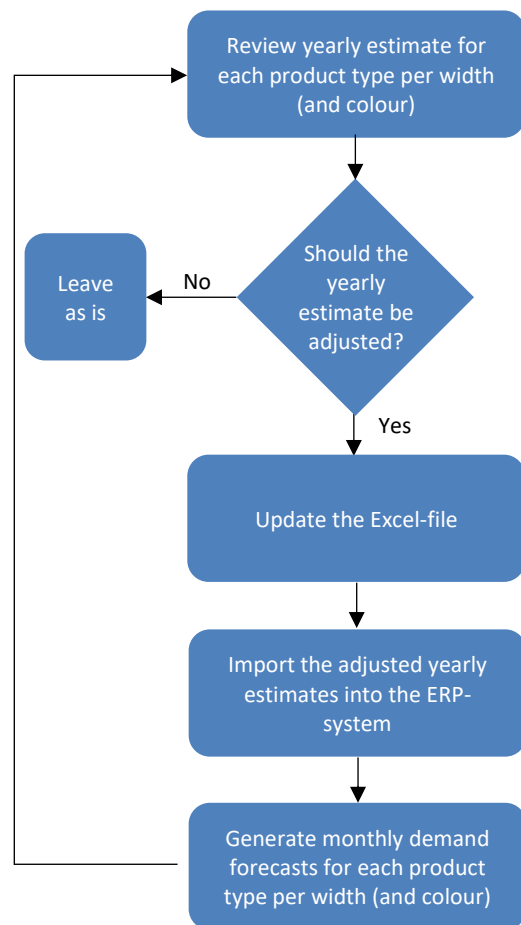 Review yearly estimate for
each product type per width
(and colour)
Should the
yearly
estimate be
adjusted?
No
Leave
as is
Yes
Update the Excel-file
Import the adjusted yearly
estimates into the ERP-
system
Generate monthly demand
forecasts for each product
type per width (and colour)